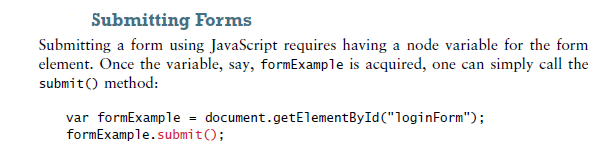 Submitting Forms
Submitting a form using JavaScript requires having a node variable for the form
element. Once the variable, say, formExample is acquired, one can simply call the
submit() method:
var formExample = document.getElementById("loginForm");
formExample.submit();